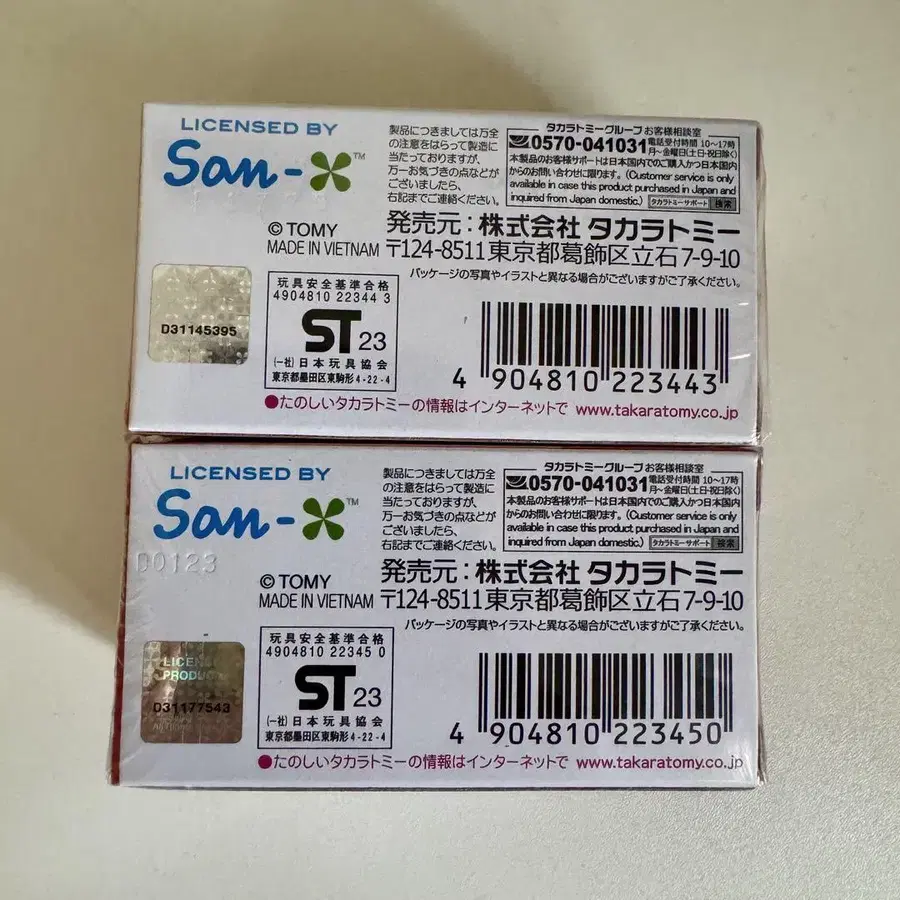 LICENSED BY
San-X™
製品につきましては万全
の注意をはらって製造に
当たっておりますが、
万一お気づきの点などが
ございましたら、
右記までご連絡ください。
タカラトミーグループ お客様相談室
0570-041031 電話受付時間 10〜17時
月〜金曜日(土日・祝日除く)
本製品のお客様サポートは日本国内でのご購入かつ日本国内
からのお問い合わせに限ります。(Customer service is only
available in case this product purchased in Japan and
inquired from Japan domestic.) タカラトミーサポート 検索
© TOMY
MADE IN VIETNAM
発売元：株式会社 タカラトミー
〒124-8511 東京都葛飾区立石7-9-10
パッケージの写真やイラストと異なる場合がございますがご了承ください。
D31145395
玩具安全基準合格
4904810 22344 3
ST 23
(一社)日本玩具協会
東京都墨田区東駒形4-22-4
4 904810 223443
●たのしいタカラトミーの情報はインターネットで www.takaratomy.co.jp
LICENSED BY
San-X™
D0123
製品につきましては万全
の注意をはらって製造に
当たっておりますが、
万一お気づきの点などが
ございましたら、
右記までご連絡ください。
タカラトミーグループ お客様相談室
0570-041031 電話受付時間 10〜17時
月〜金曜日(土日・祝日除く)
本製品のお客様サポートは日本国内でのご購入かつ日本国内
からのお問い合わせに限ります。(Customer service is only
available in case this product purchased in Japan and
inquired from Japan domestic.) タカラトミーサポート 検索
© TOMY
MADE IN VIETNAM
発売元：株式会社 タカラトミー
〒124-8511 東京都葛飾区立石7-9-10
パッケージの写真やイラストと異なる場合がございますがご了承ください。
D31177543
玩具安全基準合格
4904810 22345 0
ST 23
(一社)日本玩具協会
東京都墨田区東駒形4-22-4
4 904810 223450
●たのしいタカラトミーの情報はインターネットで www.takaratomy.co.jp